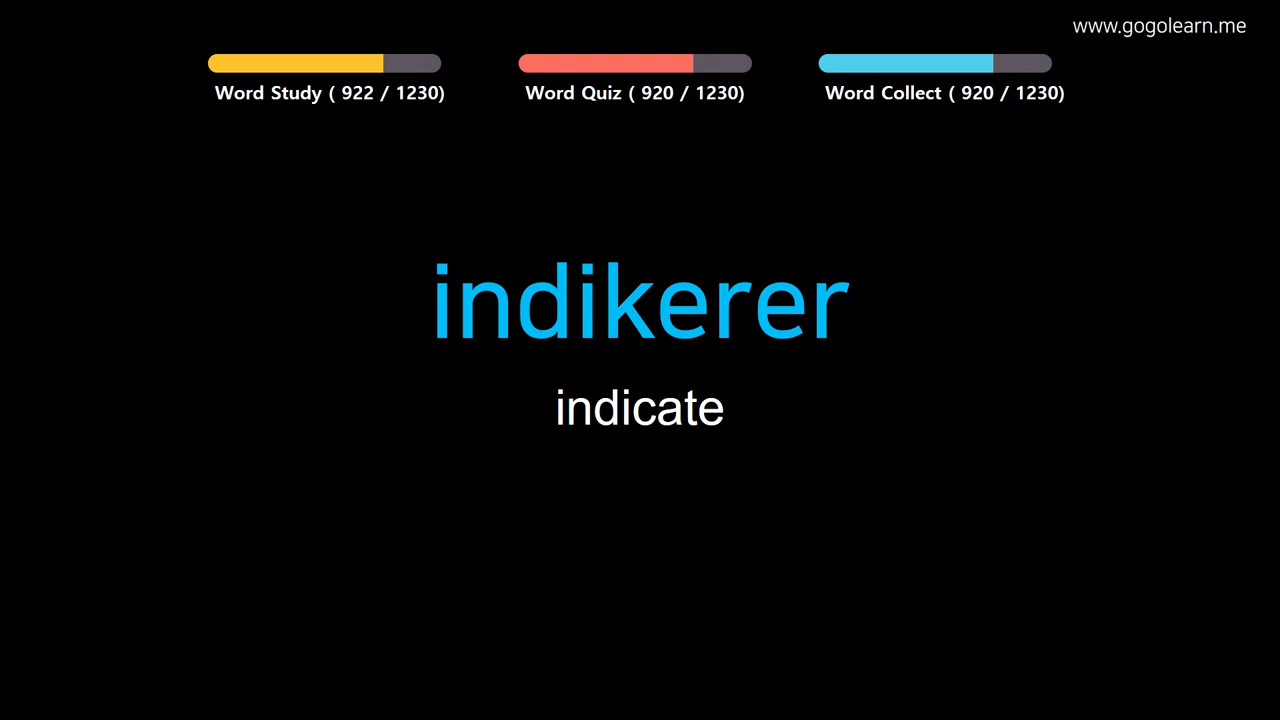 www.gogolearn.me
Word Study ( 922 / 1230)
Word Quiz ( 920 / 1230)
Word Collect ( 920 / 1230)
indikerer
indicate